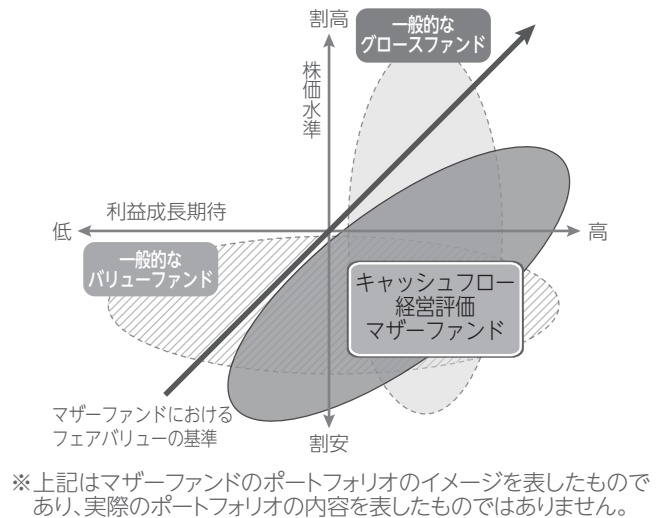 割高
一般的な
グロースファンド
株価水準
利益成長期待
低
高
一般的な
バリューファンド
キャッシュフロー
経営評価
マザーファンド
マザーファンドにおける
フェアバリューの基準
割安
※上記はマザーファンドのポートフォリオのイメージを表したもので
あり、実際のポートフォリオの内容を表したものではありません。